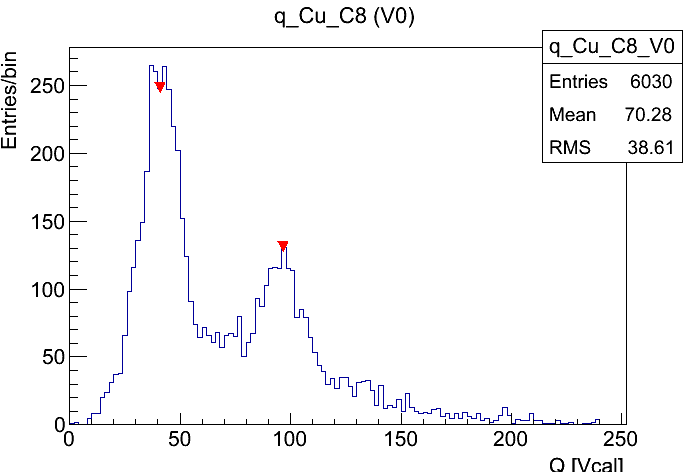 q_Cu_C8 (V0)
q_Cu_C8_V0
Entries 6030
Mean 70.28
RMS 38.61
Entries/bin
250
200
150
100
50
0
0 50 100 150 200 250
Q [Vcal]